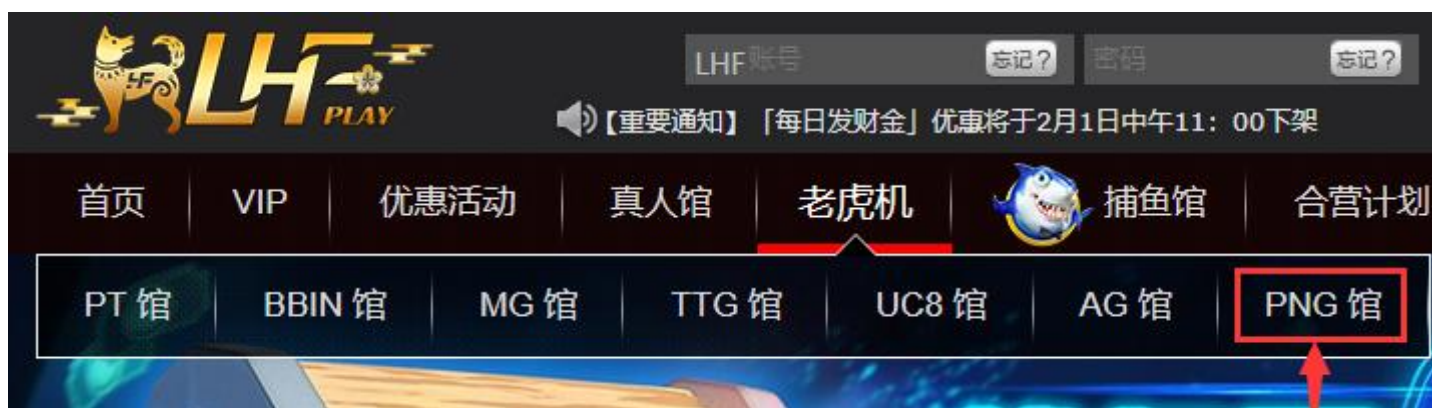 HF
LHF
PLAY
LHF账号 忘记? 密码 忘记?
【重要通知】「每日发财金」优惠将于2月1日中午11：00下架
首页 VIP 优惠活动 真人馆 老虎机 捕鱼馆 合营计划
PT 馆 BBIN 馆 MG 馆 TTG 馆 UC8 馆 AG 馆 PNG 馆